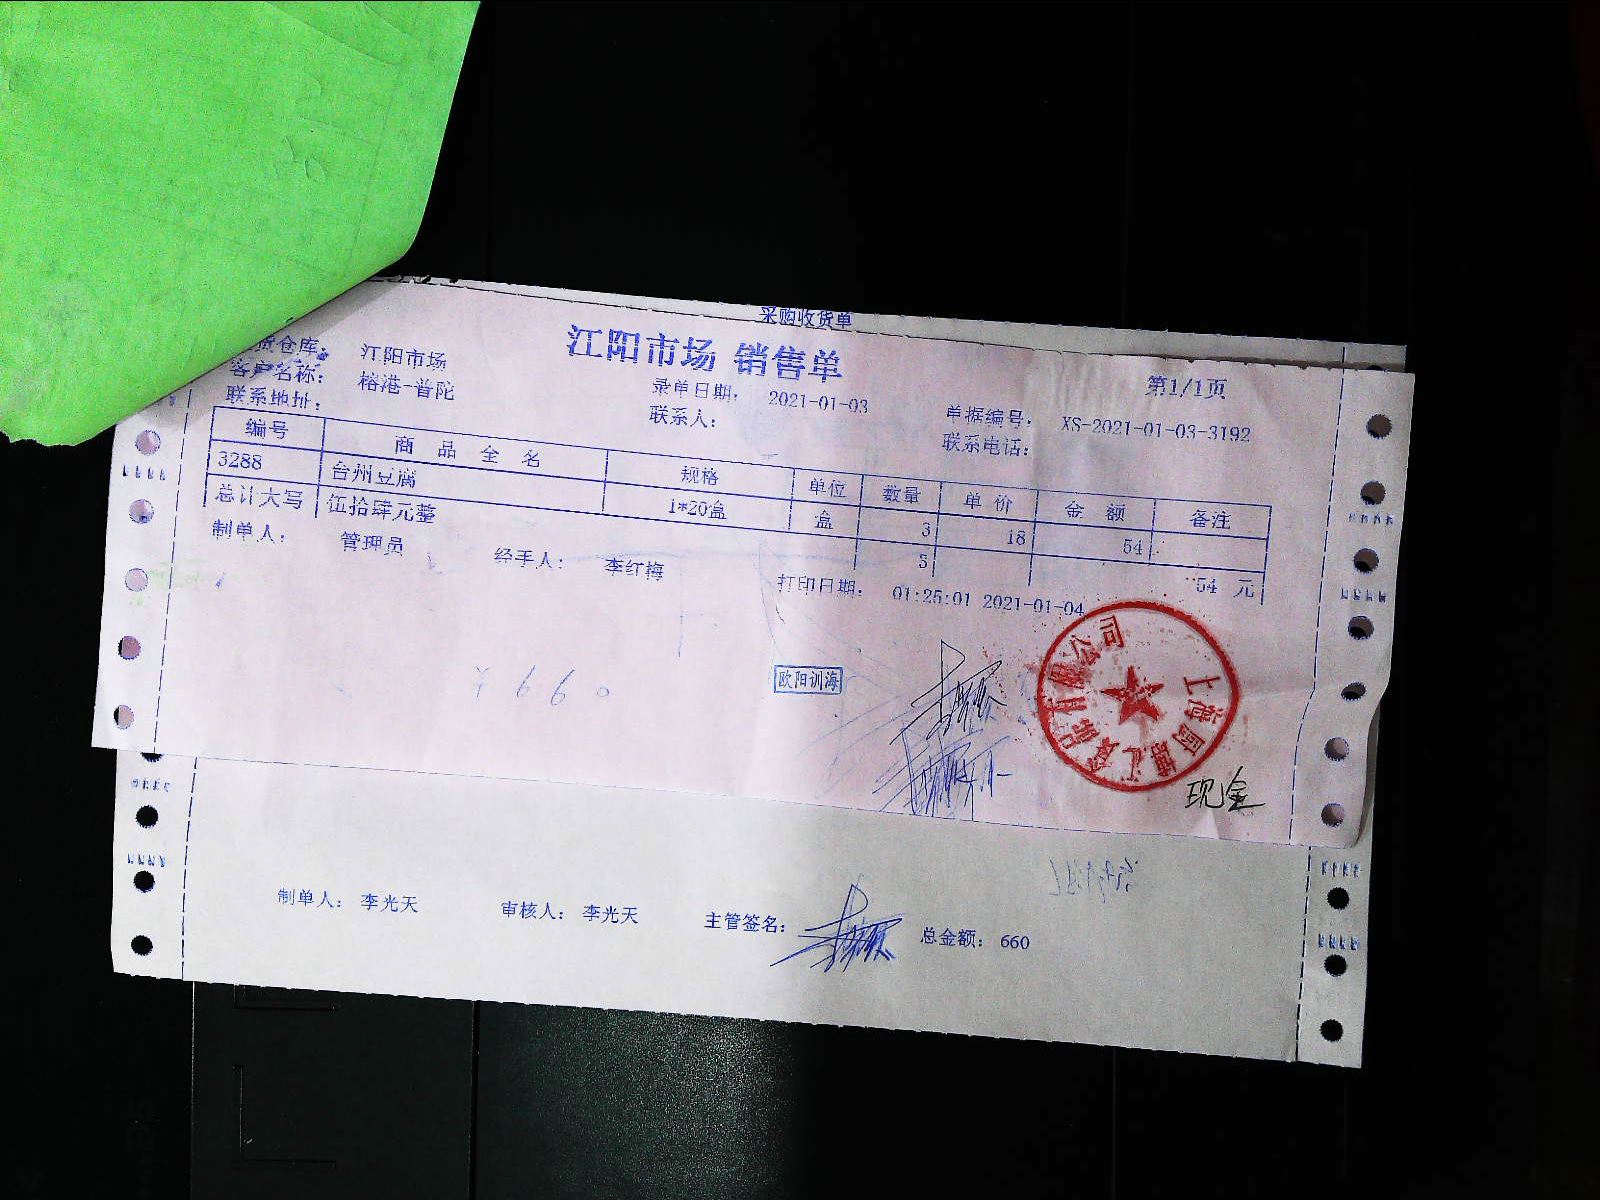 采购收货单
江阳市场 销售单
第1/1页
货仓库： 江阳市场
客户名称： 榕港-普陀 录单日期： 2021-01-03 单据编号： XS-2021-01-03-3192
联系地址： 联系人： 联系电话：
编号 商品全名 规格 单位 数量 单价 金额 备注
3288 台州豆腐 1*20盒 盒 3 18 54
总计大写 伍拾肆元整 3 54 元
制单人： 管理员 经手人： 李红梅 打印日期： 01:25:01 2021-01-04
¥660
欧阳训海
上海 有限公司
现金
制单人： 李光天 审核人： 李光天 主管签名： 总金额： 660